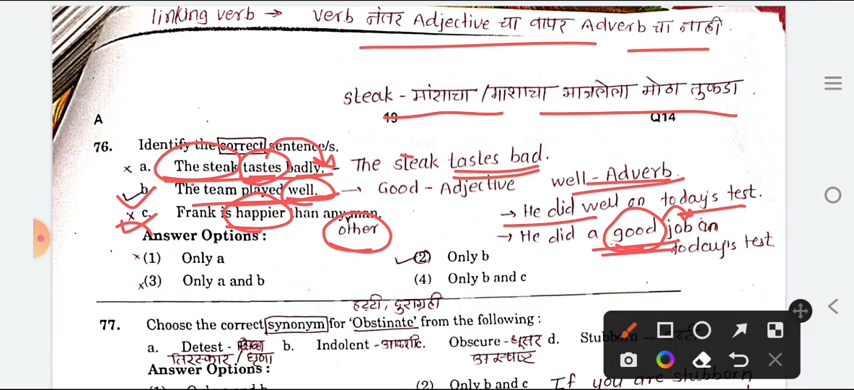 linking verb → verb नंतर Adjective चा वापर Adverb चा नाही.
steak - मांसाचा / माशाचा भाजलेला मोठा तुकडा
A 19 Q14
76. Identify the correct sentence/s.
x a. The steak tastes badly. - The steak tastes bad.
b. The team played well. → Good - Adjective well - Adverb.
x c. Frank is happier than any man.
other
→ He did well on today's test.
→ He did a good job on today's test
Answer Options :
x (1) Only a (2) Only b
x (3) Only a and b (4) Only b and c
हट्टी, दुराग्रही
77. Choose the correct synonym for 'Obstinate' from the following :
a. Detest - b. Indolent - आळशी c. Obscure - धूसर d. Stubborn
तिरस्कार / घृणा अस्पष्ट
Answer Options :
(2) Only b and c If you are stubborn